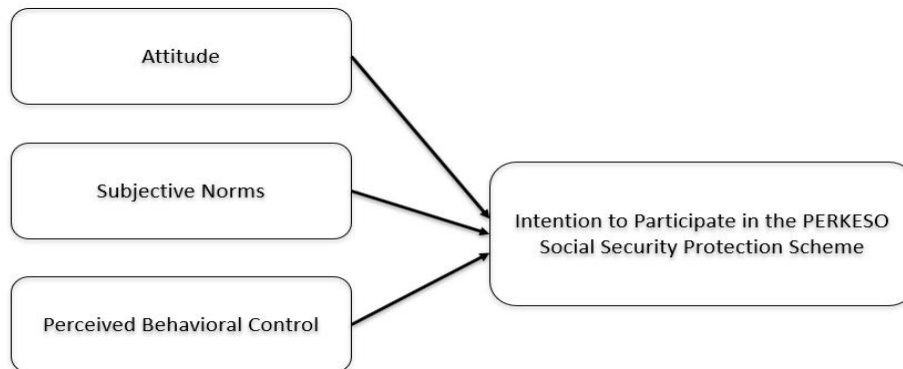 Attitude
Subjective Norms
Perceived Behavioral Control
Intention to Participate in the PERKESO
Social Security Protection Scheme